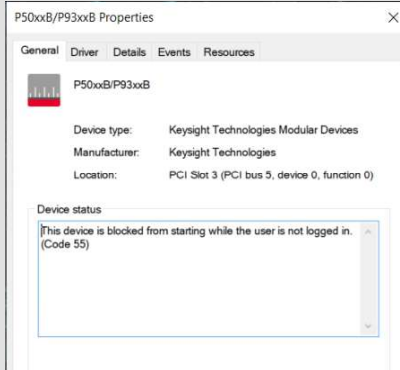 P50xxB/P93xxB Properties
General Driver Details Events Resources
P50xxB/P93xxB
Device type: Keysight Technologies Modular Devices
Manufacturer: Keysight Technologies
Location: PCI Slot 3 (PCI bus 5, device 0, function 0)
Device status
This device is blocked from starting while the user is not logged in.
(Code 55)